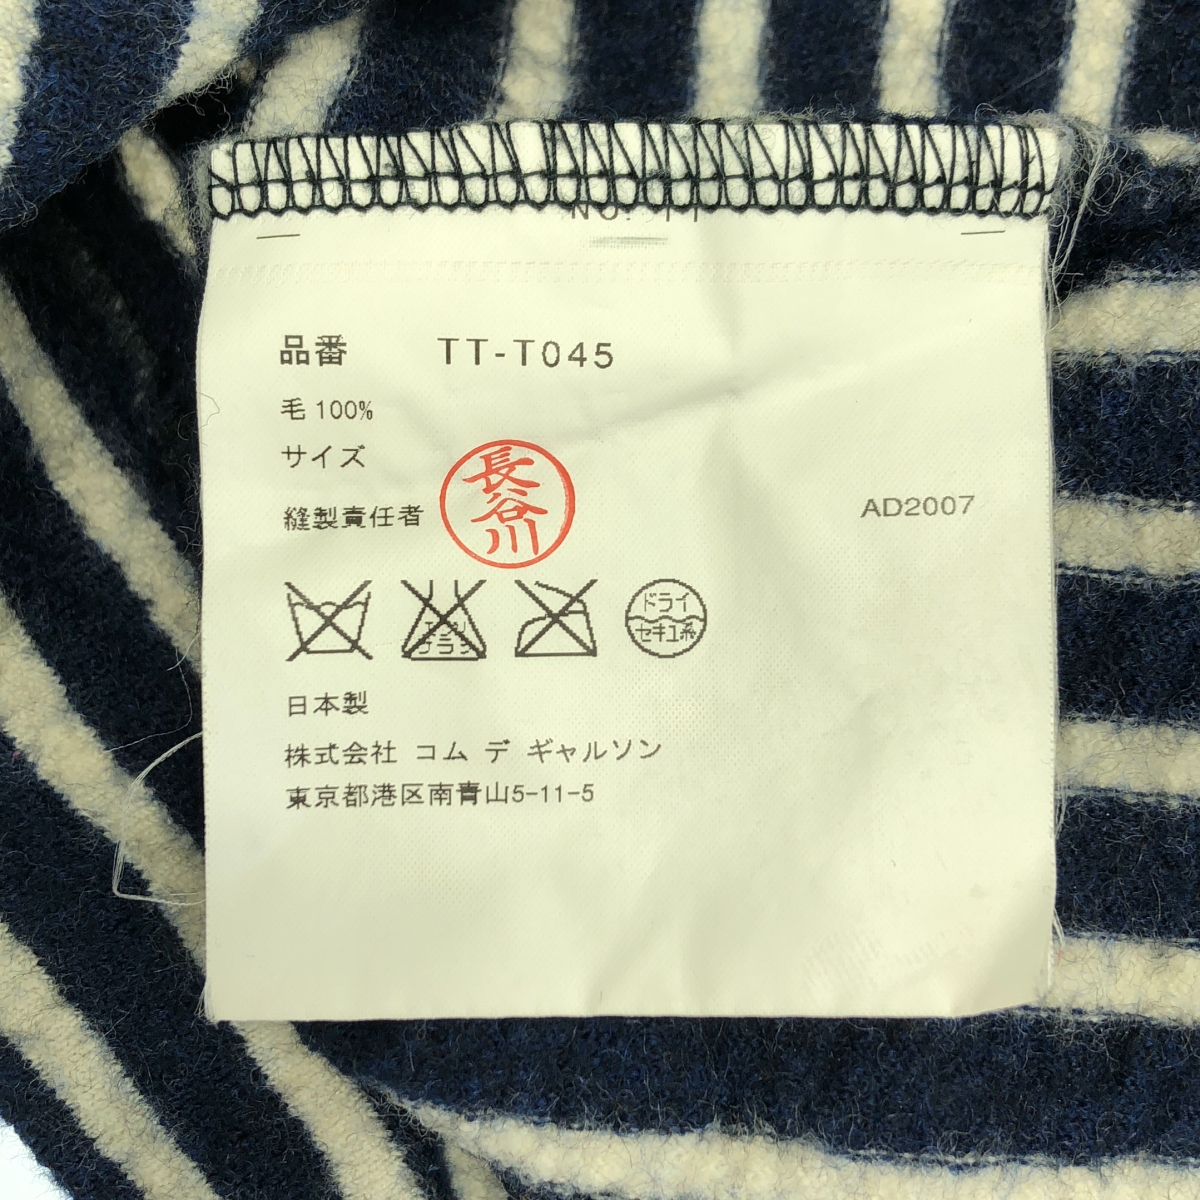 品番 TT-T045
毛 100%
サイズ
縫製責任者 長谷川 AD2007
ドライ
セキユ系
日本製
株式会社 コム デ ギャルソン
東京都港区南青山5-11-5